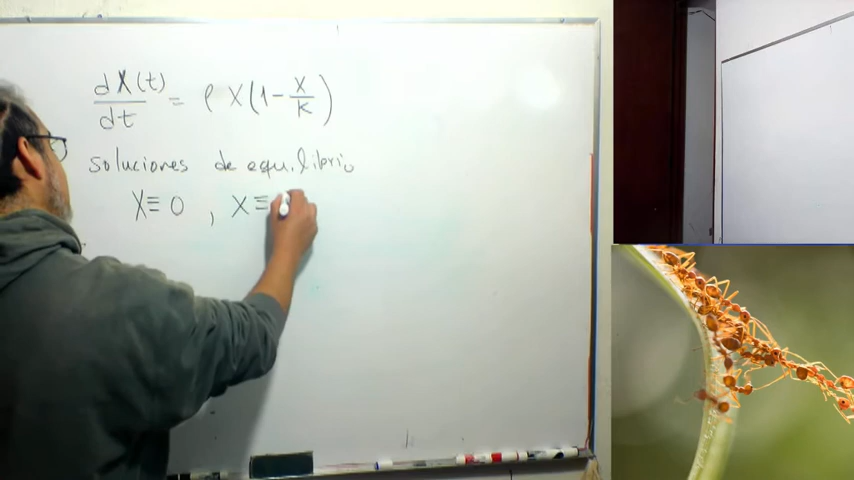 dX(t)/dt = ρ X(1 - X/K)
soluciones de equilibrio
X ≡ 0 , X ≡